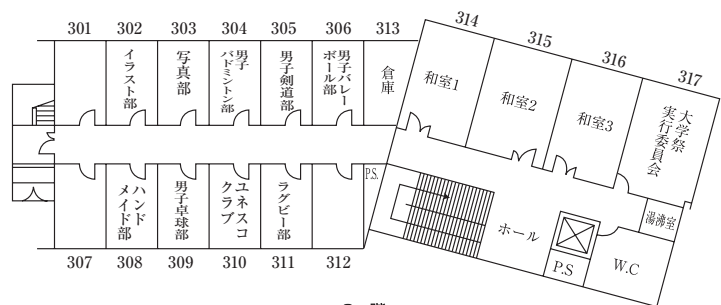 301
302
303
304
305
306
313
314
315
316
317
イラスト部
写真部
男子
バドミントン部
男子剣道部
男子バレー
ボール部
倉庫
和室1
和室2
和室3
大学祭
実行委員会
P.S.
ハンド
メイド部
男子卓球部
ユネスコ
クラブ
ラグビー部
ホール
湯沸室
P.S
W.C
307
308
309
310
311
312